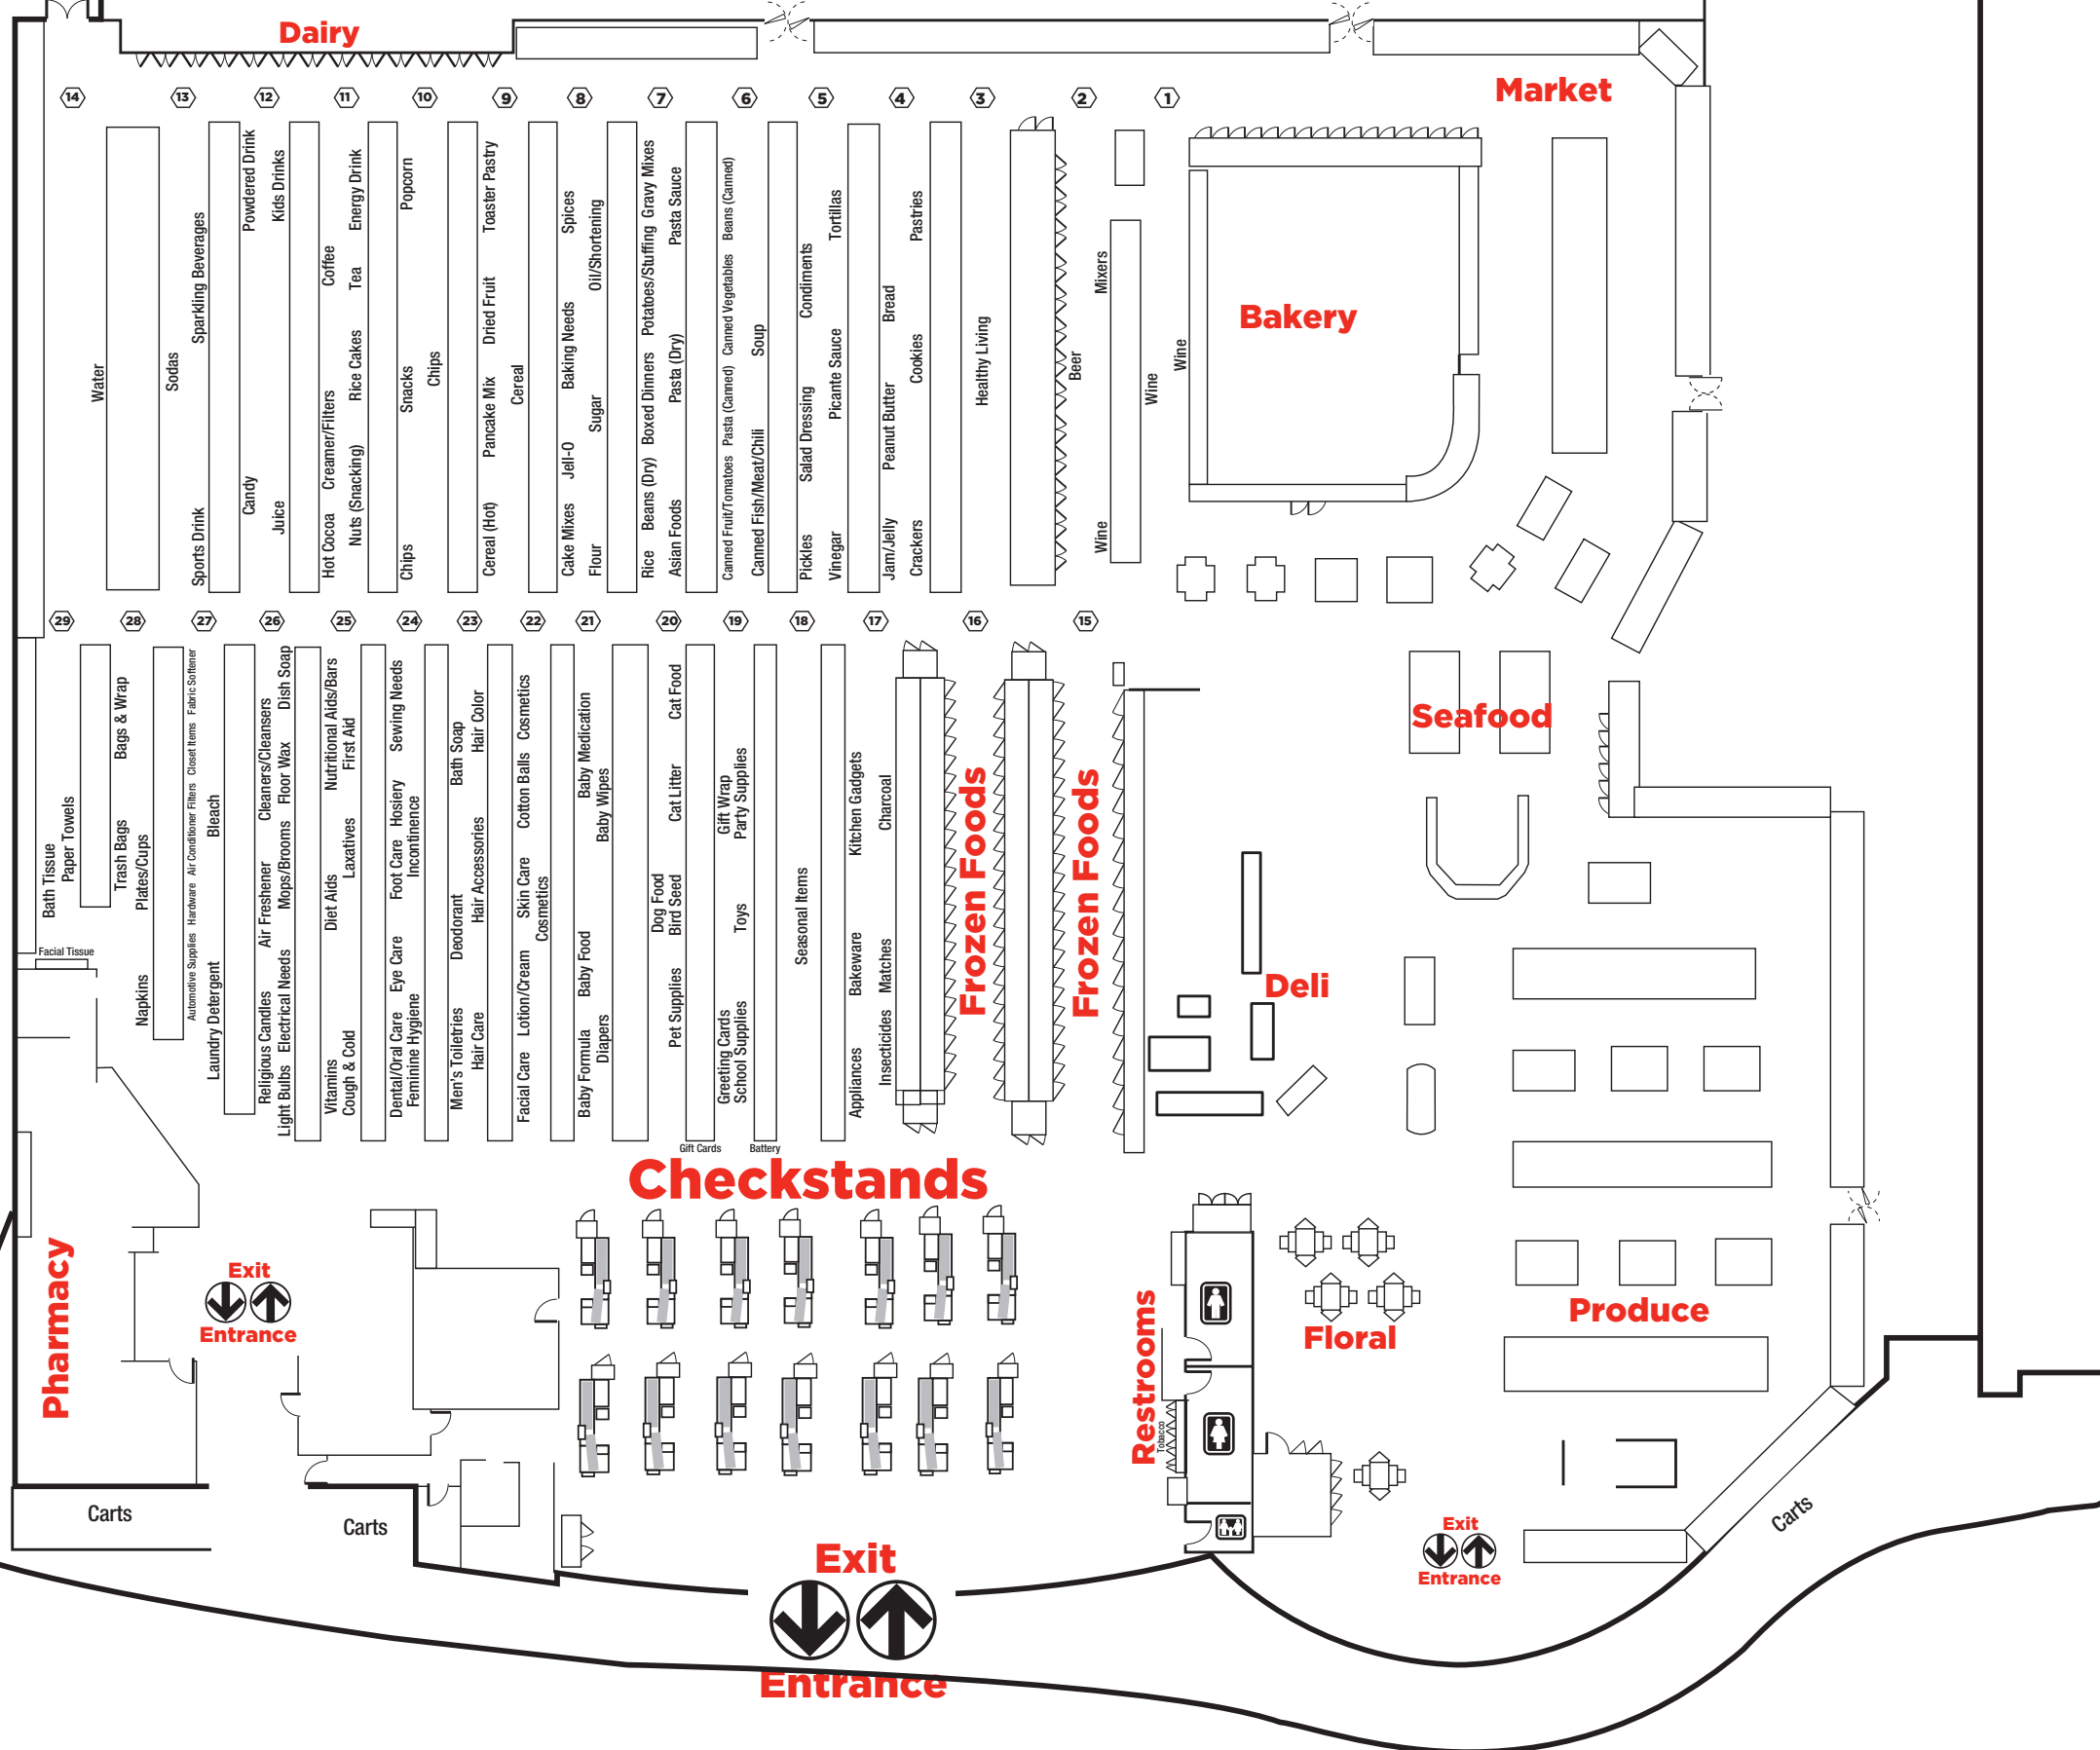 Dairy
Market
14
13
12
11
10
9
8
7
6
5
4
3
2
1
Water
Sodas
Sparkling Beverages
Sports Drink
Powdered Drink
Candy
Kids Drinks
Juice
Coffee
Creamer/Filters
Hot Cocoa
Energy Drink
Tea
Rice Cakes
Nuts (Snacking)
Popcorn
Snacks
Chips
Chips
Toaster Pastry
Dried Fruit
Pancake Mix
Cereal (Hot)
Cereal
Spices
Baking Needs
Jell-O
Cake Mixes
Oil/Shortening
Sugar
Flour
Gravy Mixes
Potatoes/Stuffing
Boxed Dinners
Beans (Dry)
Rice
Pasta Sauce
Pasta (Dry)
Asian Foods
Beans (Canned)
Canned Vegetables
Pasta (Canned)
Canned Fruit/Tomatoes
Soup
Canned Fish/Meat/Chili
Condiments
Salad Dressing
Pickles
Tortillas
Picante Sauce
Vinegar
Bread
Peanut Butter
Jam/Jelly
Pastries
Cookies
Crackers
Healthy Living
Beer
Mixers
Wine
Wine
Wine
Bakery
29
28
27
26
25
24
23
22
21
20
19
18
17
16
15
Bath Tissue
Paper Towels
Facial Tissue
Bags & Wrap
Trash Bags
Plates/Cups
Napkins
Fabric Softener
Closet Items
Air Conditioner Filters
Hardware
Automotive Supplies
Bleach
Laundry Detergent
Cleaners/Cleansers
Air Freshener
Religious Candles
Dish Soap
Floor Wax
Mops/Brooms
Electrical Needs
Light Bulbs
Nutritional Aids/Bars
Diet Aids
Vitamins
First Aid
Laxatives
Cough & Cold
Sewing Needs
Hosiery
Foot Care
Eye Care
Dental/Oral Care
Incontinence
Feminine Hygiene
Bath Soap
Deodorant
Men's Toiletries
Hair Color
Hair Accessories
Hair Care
Cosmetics
Cotton Balls
Skin Care
Lotion/Cream
Facial Care
Cosmetics
Baby Medication
Baby Food
Baby Formula
Baby Wipes
Diapers
Dog Food
Cat Food
Cat Litter
Bird Seed
Pet Supplies
Gift Wrap
Greeting Cards
Party Supplies
Toys
School Supplies
Seasonal Items
Kitchen Gadgets
Bakeware
Appliances
Charcoal
Matches
Insecticides
Frozen Foods
Frozen Foods
Seafood
Deli
Gift Cards
Battery
Checkstands
Pharmacy
Exit
Entrance
Restrooms
Tobacco
Floral
Produce
Carts
Carts
Carts
Exit
Entrance
Exit
Entrance